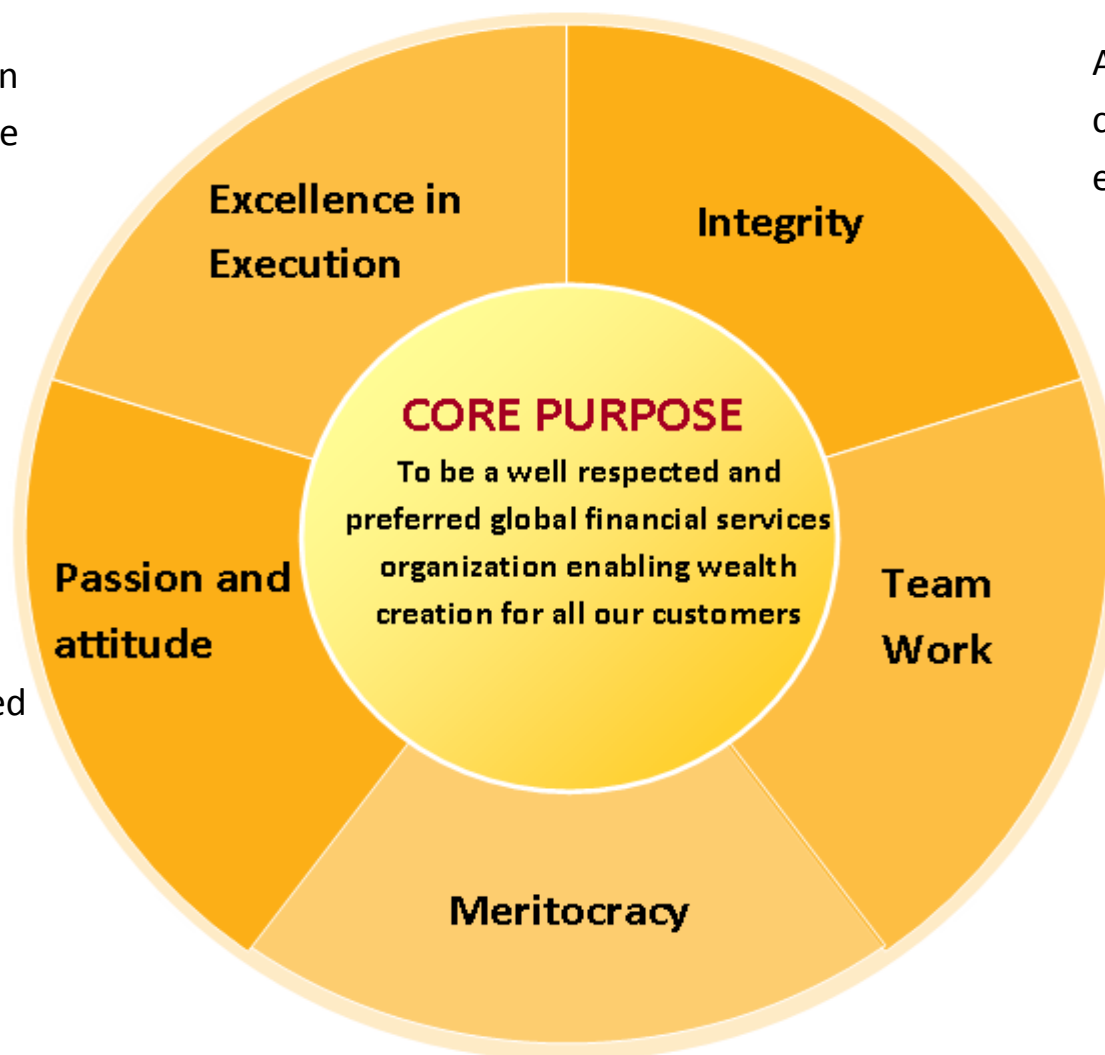 Excellence in
Execution
Integrity
CORE PURPOSE
To be a well respected and
preferred global financial services
organization enabling wealth
creation for all our customers
Passion and
attitude
Team
Work
Meritocracy